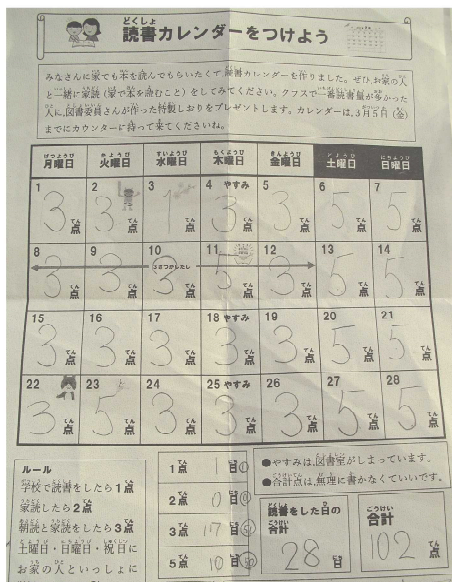 読書カレンダーをつけよう
みなさんに家でも本を読んでもらいたくて、読書カレンダーを作りました。ぜひ、お家の人
と一緒に家読(家で本を読むこと)をしてみてください。クラスで一番読書量が多かった
人に、図書委員さんが作った特製しおりをプレゼントします。カレンダーは、3月5日(金)
までにカウンターに持って来てくださいね。
月曜日 火曜日 水曜日 木曜日 金曜日 土曜日 日曜日
1 2 3 4 やすみ 5 6 7
3点 3点 1点 3点 3点 5点 5点
8 9 10 11 12 13 14
3点 3点 3点 5点 3点 5点 5点
15 16 17 18 やすみ 19 20 21
3点 3点 3点 3点 3点 5点 5点
22 23 24 25 やすみ 26 27 28
3点 5点 3点 3点 3点 5点 5点
ルール
学校で読書をしたら1点
家読したら2点
朝読と家読をしたら3点
土曜日・日曜日・祝日に
お家の人といっしょに
1点 1日
2点 0日
3点 17日
5点 10日
●やすみは、図書室がしまっています。
●合計点は、無理に書かなくていいです。
読書をした日の
合計
28日
合計
102点